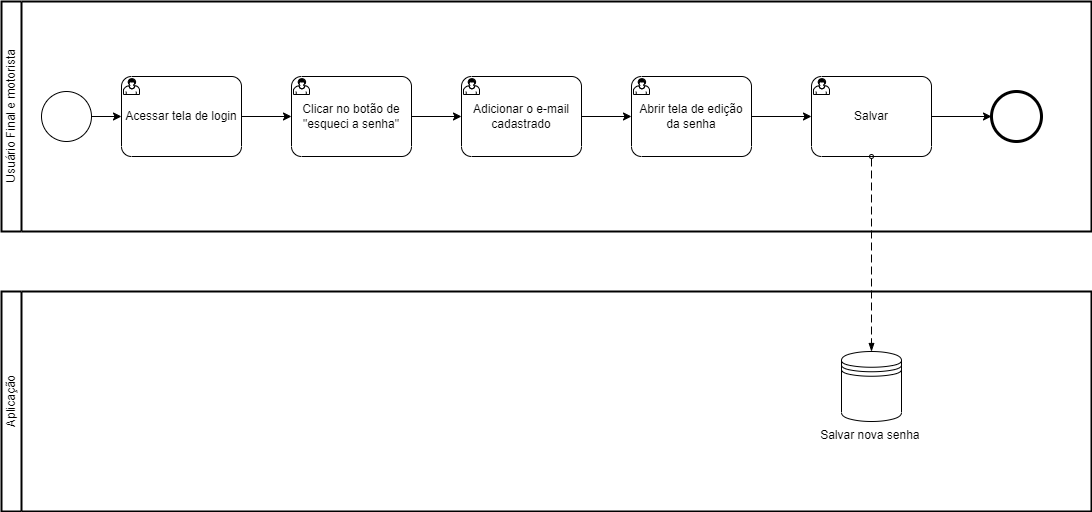 Usuário Final e motorista
Acessar tela de login
Clicar no botão de
"esqueci a senha"
Adicionar o e-mail
cadastrado
Abrir tela de edição
da senha
Salvar
Aplicação
Salvar nova senha